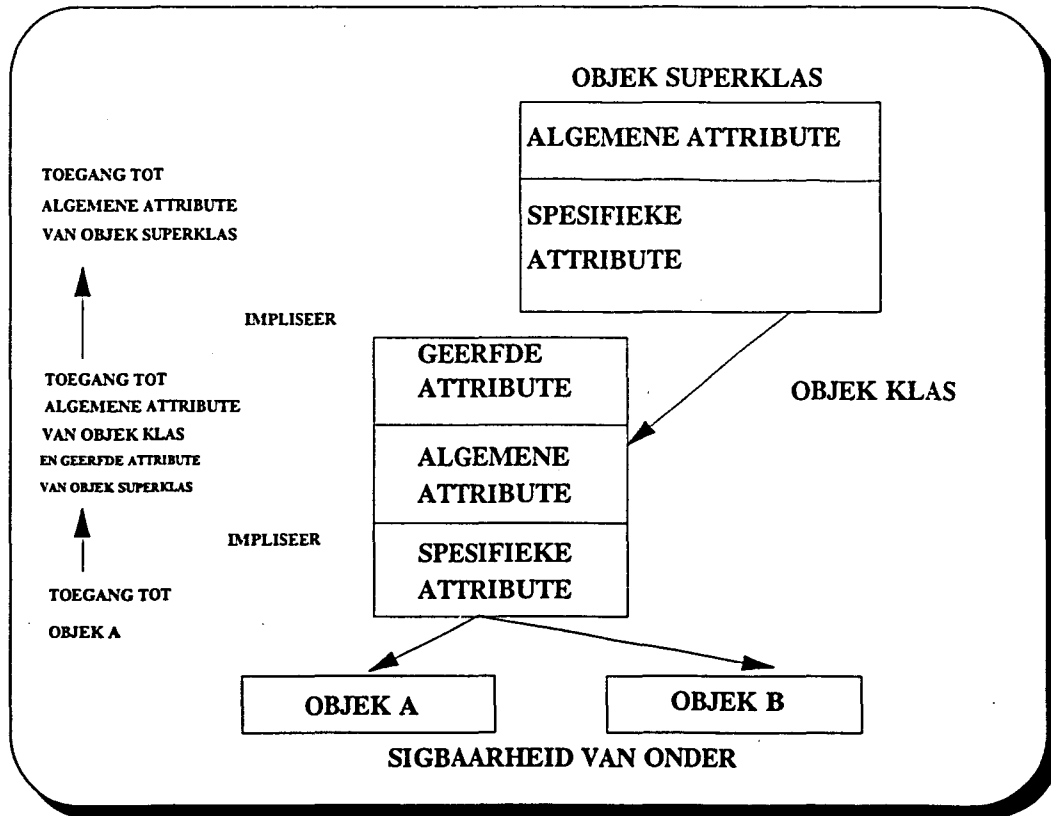 OBJEK SUPERKLAS
ALGEMENE ATTRIBUTE
SPESIFIEKE
ATTRIBUTE
TOEGANG TOT
ALGEMENE ATTRIBUTE
VAN OBJEK SUPERKLAS
IMPLISEER
GEERFDE
ATTRIBUTE
OBJEK KLAS
ALGEMENE
ATTRIBUTE
SPESIFIEKE
ATTRIBUTE
TOEGANG TOT
ALGEMENE ATTRIBUTE
VAN OBJEK KLAS
EN GEERFDE ATTRIBUTE
VAN OBJEK SUPERKLAS
IMPLISEER
TOEGANG TOT
OBJEK A
OBJEK A
OBJEK B
SIGBAARHEID VAN ONDER